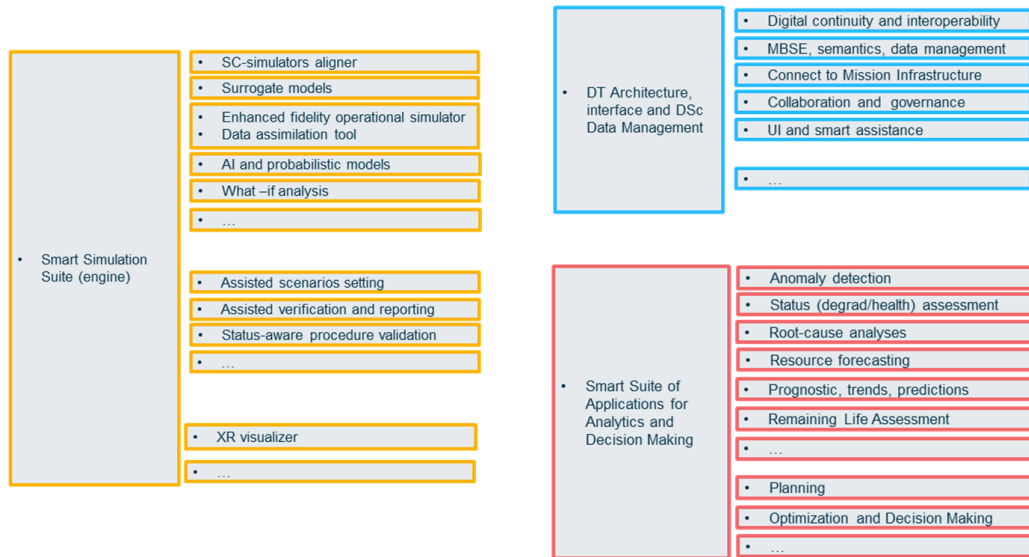 • Smart Simulation
Suite (engine)
• SC-simulators aligner
• Surrogate models
• Enhanced fidelity operational simulator
• Data assimilation tool
• AI and probabilistic models
• What –if analysis
• ...
• Assisted scenarios setting
• Assisted verification and reporting
• Status-aware procedure validation
• ...
• XR visualizer
• ...
• DT Architecture,
interface and DSc
Data Management
• Digital continuity and interoperability
• MBSE, semantics, data management
• Connect to Mission Infrastructure
• Collaboration and governance
• UI and smart assistance
• ...
• Smart Suite of
Applications for
Analytics and
Decision Making
• Anomaly detection
• Status (degrad/health) assessment
• Root-cause analyses
• Resource forecasting
• Prognostic, trends, predictions
• Remaining Life Assessment
• ...
• Planning
• Optimization and Decision Making
• ...